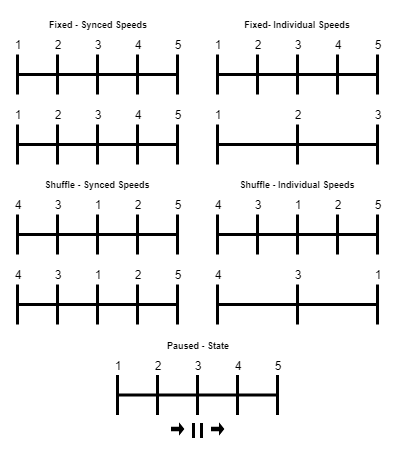 Fixed - Synced Speeds
1 2 3 4 5
1 2 3 4 5
Fixed- Individual Speeds
1 2 3 4 5
1 2 3
Shuffle - Synced Speeds
4 3 1 2 5
4 3 1 2 5
Shuffle - Individual Speeds
4 3 1 2 5
4 3 1
Paused - State
1 2 3 4 5